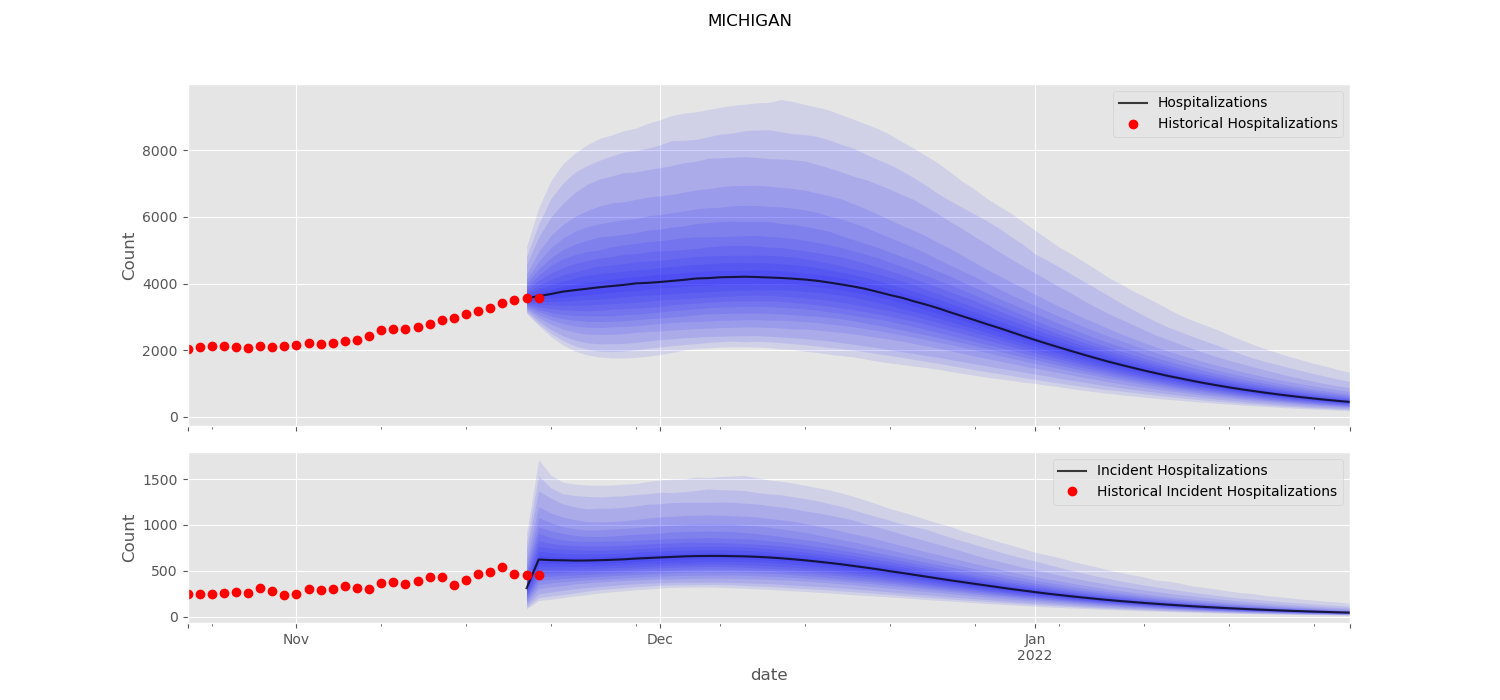 MICHIGAN
Hospitalizations
Historical Hospitalizations
8000
6000
4000
2000
0
Count
Incident Hospitalizations
Historical Incident Hospitalizations
1500
1000
500
0
Count
Nov
Dec
Jan
2022
date